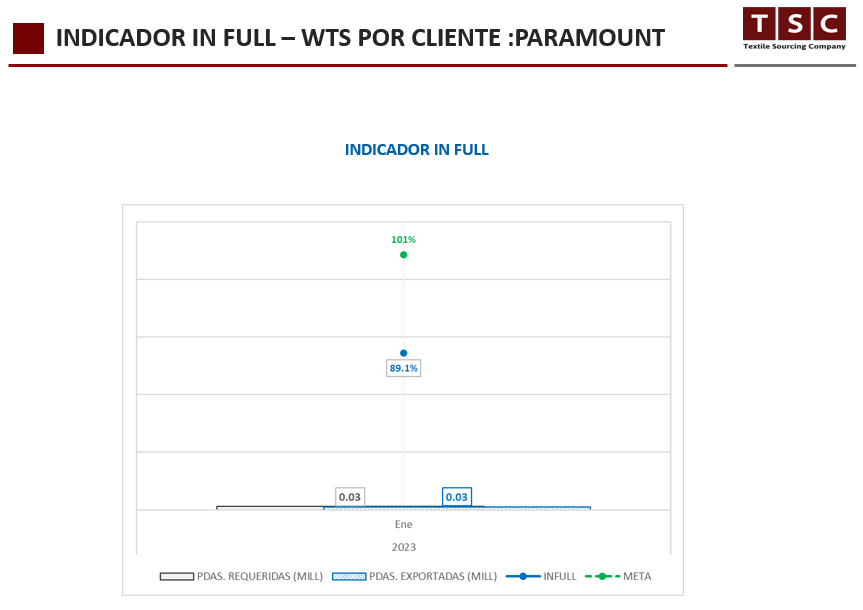 INDICADOR IN FULL – WTS POR CLIENTE :PARAMOUNT
TSC
Textile Sourcing Company
INDICADOR IN FULL
101%
89.1%
0.03
0.03
Ene
2023
PDAS. REQUERIDAS (MILL)
PDAS. EXPORTADAS (MILL)
INFULL
META